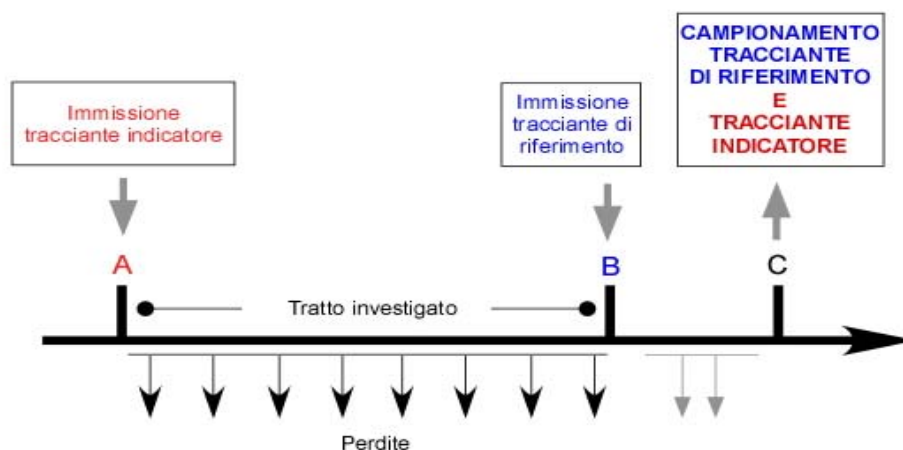 Immissione
tracciante indicatore
Immissione
tracciante di
riferimento
CAMPIONAMENTO
TRACCIANTE
DI RIFERIMENTO
E
TRACCIANTE
INDICATORE
A
B
C
Tratto investigato
Perdite